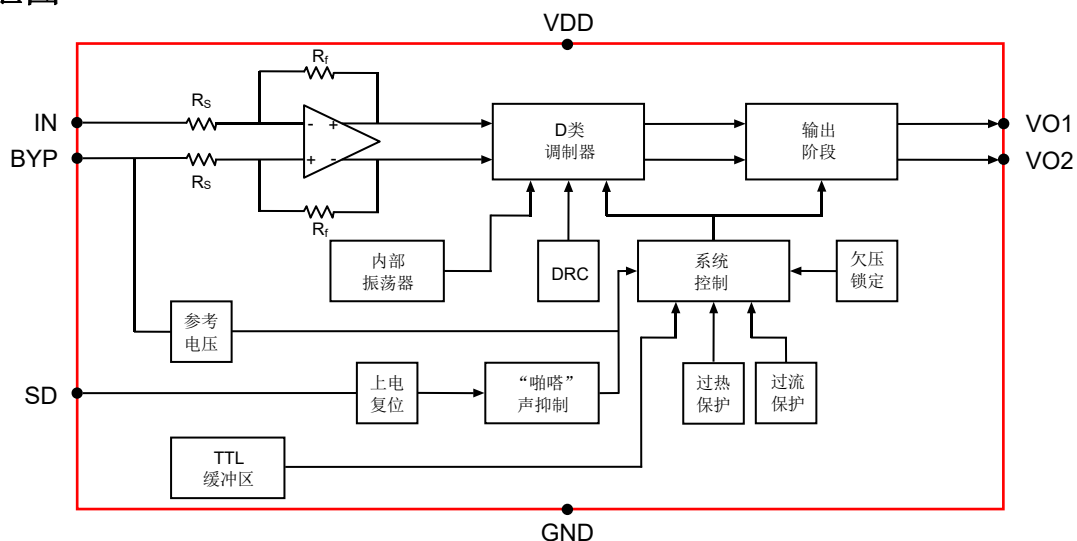 VDD
Rf
RS
IN
D类
调制器
输出
阶段
VO1
BYP
VO2
- +
+ -
RS
Rf
内部
振荡器
DRC
系统
控制
欠压
锁定
参考
电压
SD
上电
复位
“啪嗒”
声抑制
过热
保护
过流
保护
TTL
缓冲区
GND